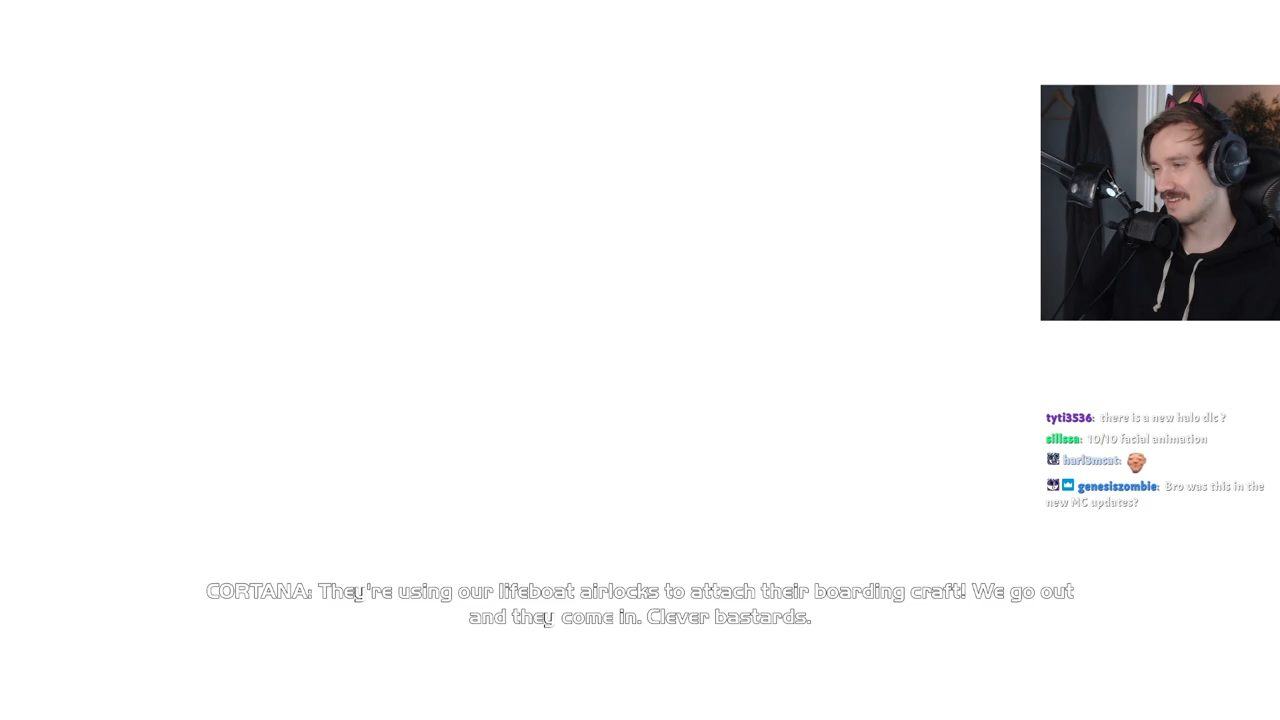 tyti3536: there is a new halo dlc ?
sillssa: 10/10 facial animation
harl3mcat:
genesiszombie: Bro was this in the
new MC updates?
CORTANA: They're using our lifeboat airlocks to attach their boarding craft! We go out
and they come in. Clever bastards.